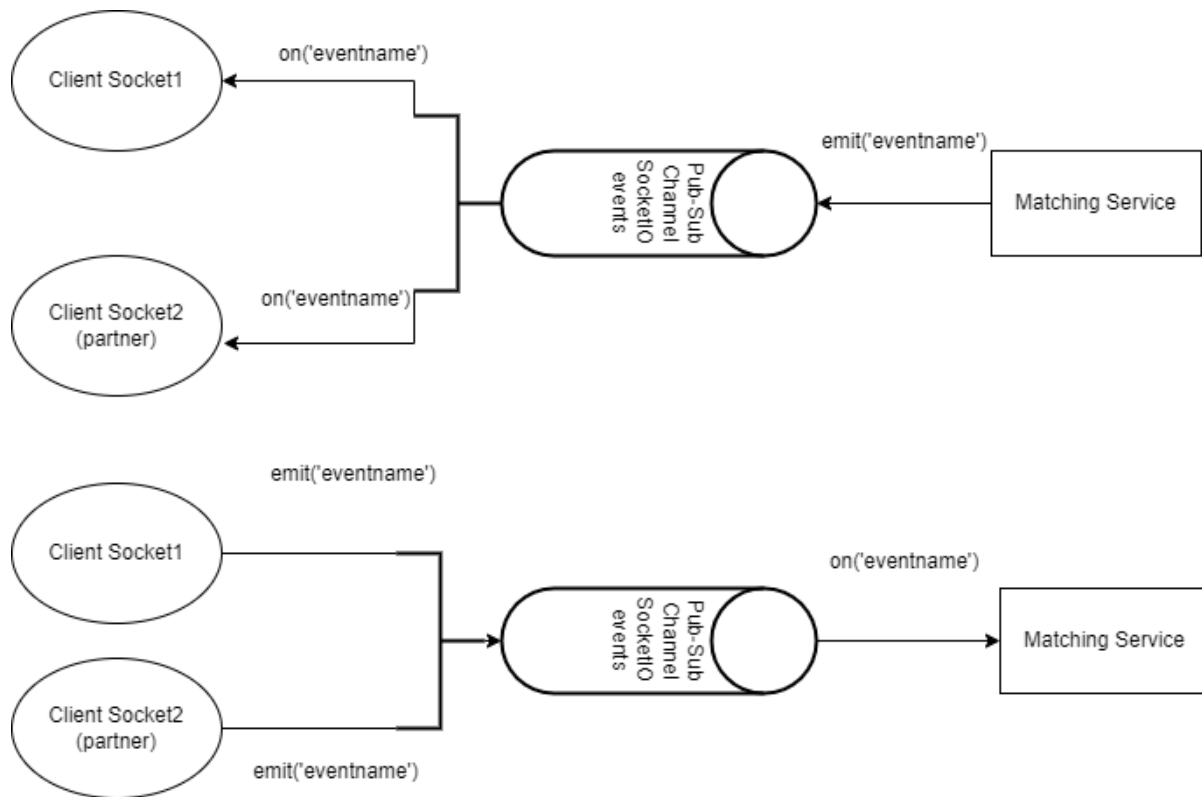 on('eventname')
Client Socket1
emit('eventname')
Pub-Sub
Channel
SocketIO
events
Matching Service
on('eventname')
Client Socket2
(partner)
emit('eventname')
Client Socket1
on('eventname')
Pub-Sub
Channel
SocketIO
events
Matching Service
Client Socket2
(partner)
emit('eventname')